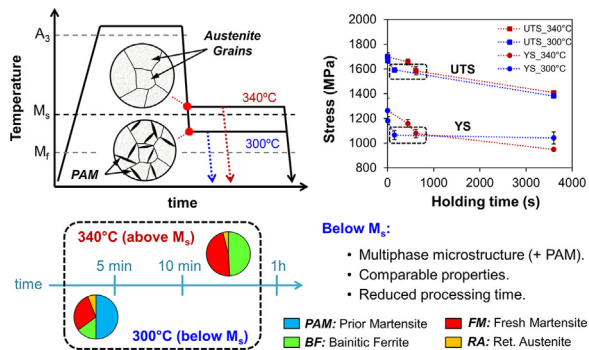 Temperature
A3
Ms
Mf
Austenite
Grains
340ºC
300ºC
PAM
time
Stress (MPa)
2000
1800
1600
1400
1200
1000
800
UTS_340°C
UTS_300°C
YS_340°C
YS_300°C
UTS
YS
0
1000
2000
3000
4000
Holding time (s)
340ºC (above Ms)
time
5 min
10 min
1h
300ºC (below Ms)
Below Ms:
• Multiphase microstructure (+ PAM).
• Comparable properties.
• Reduced processing time.
PAM: Prior Martensite
FM: Fresh Martensite
BF: Bainitic Ferrite
RA: Ret. Austenite